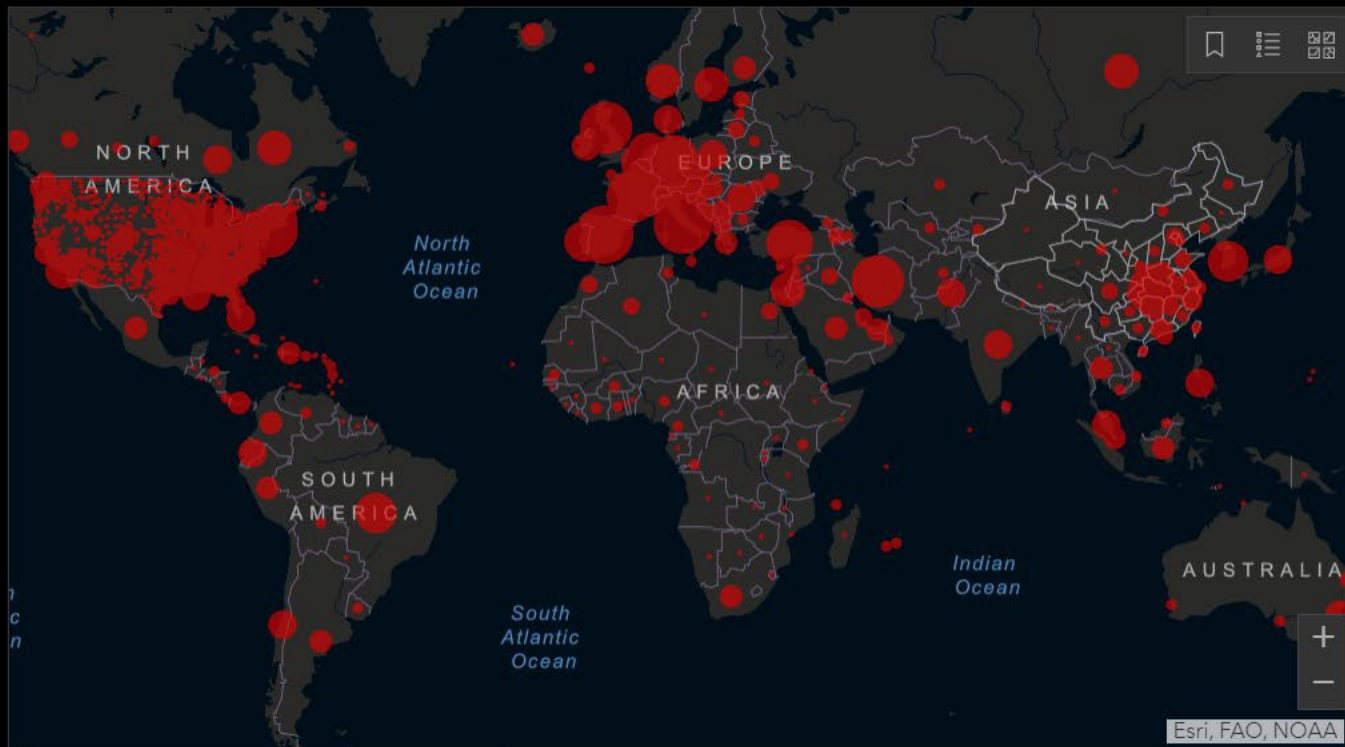 NORTH
AMERICA
EUROPE
ASIA
North
Atlantic
Ocean
AFRICA
SOUTH
AMERICA
Indian
Ocean
AUSTRALIA
n
c
n
South
Atlantic
Ocean
+
−
Esri, FAO, NOAA